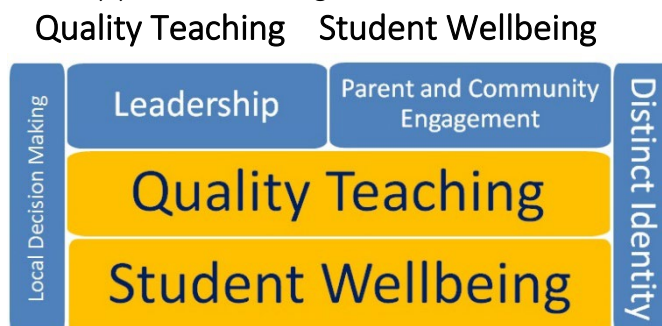 Quality Teaching Student Wellbeing
Local Decision Making
Leadership
Parent and Community
Engagement
Distinct Identity
Quality Teaching
Student Wellbeing